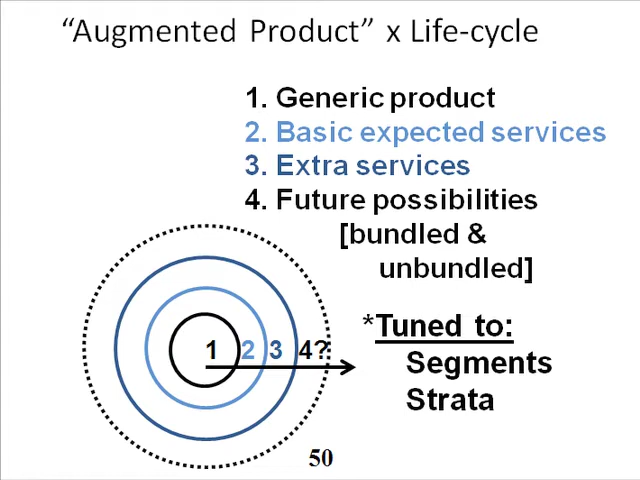 “Augmented Product” x Life-cycle
1. Generic product
2. Basic expected services
3. Extra services
4. Future possibilities
[bundled &
unbundled]
*Tuned to:
Segments
Strata
1 2 3 4?
50